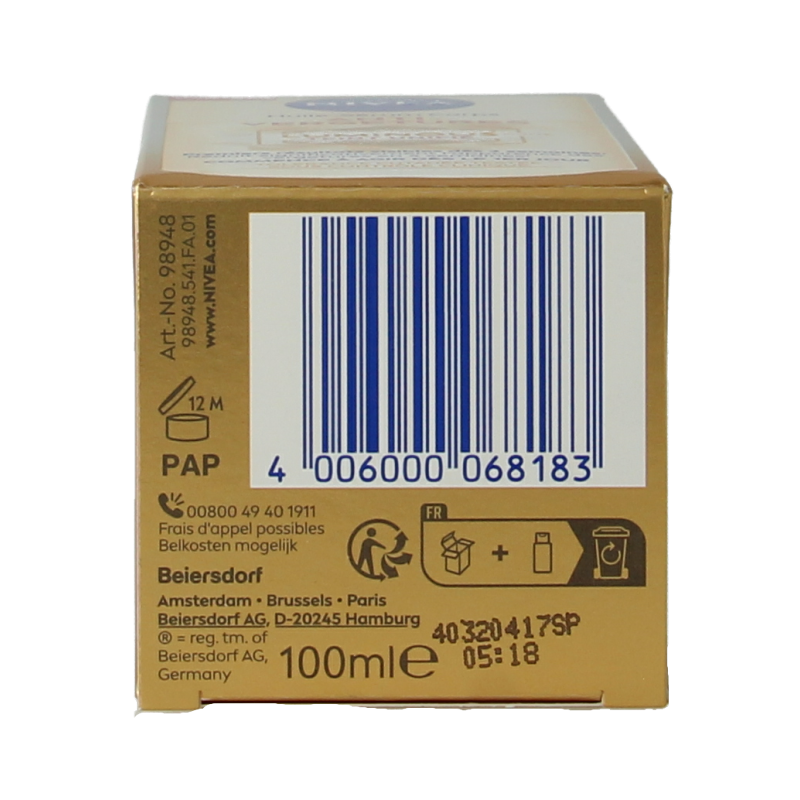 NIVEA
Art.-No. 98948
98948.541.FA.01
www.NIVEA.com
12 M
PAP
4 006000 068183
00800 49 40 1911
Frais d'appel possibles
Belkosten mogelijk
FR
Beiersdorf
Amsterdam • Brussels • Paris
Beiersdorf AG, D-20245 Hamburg
® = reg. tm. of
Beiersdorf AG,
Germany
100ml℮
40320417SP
05:18